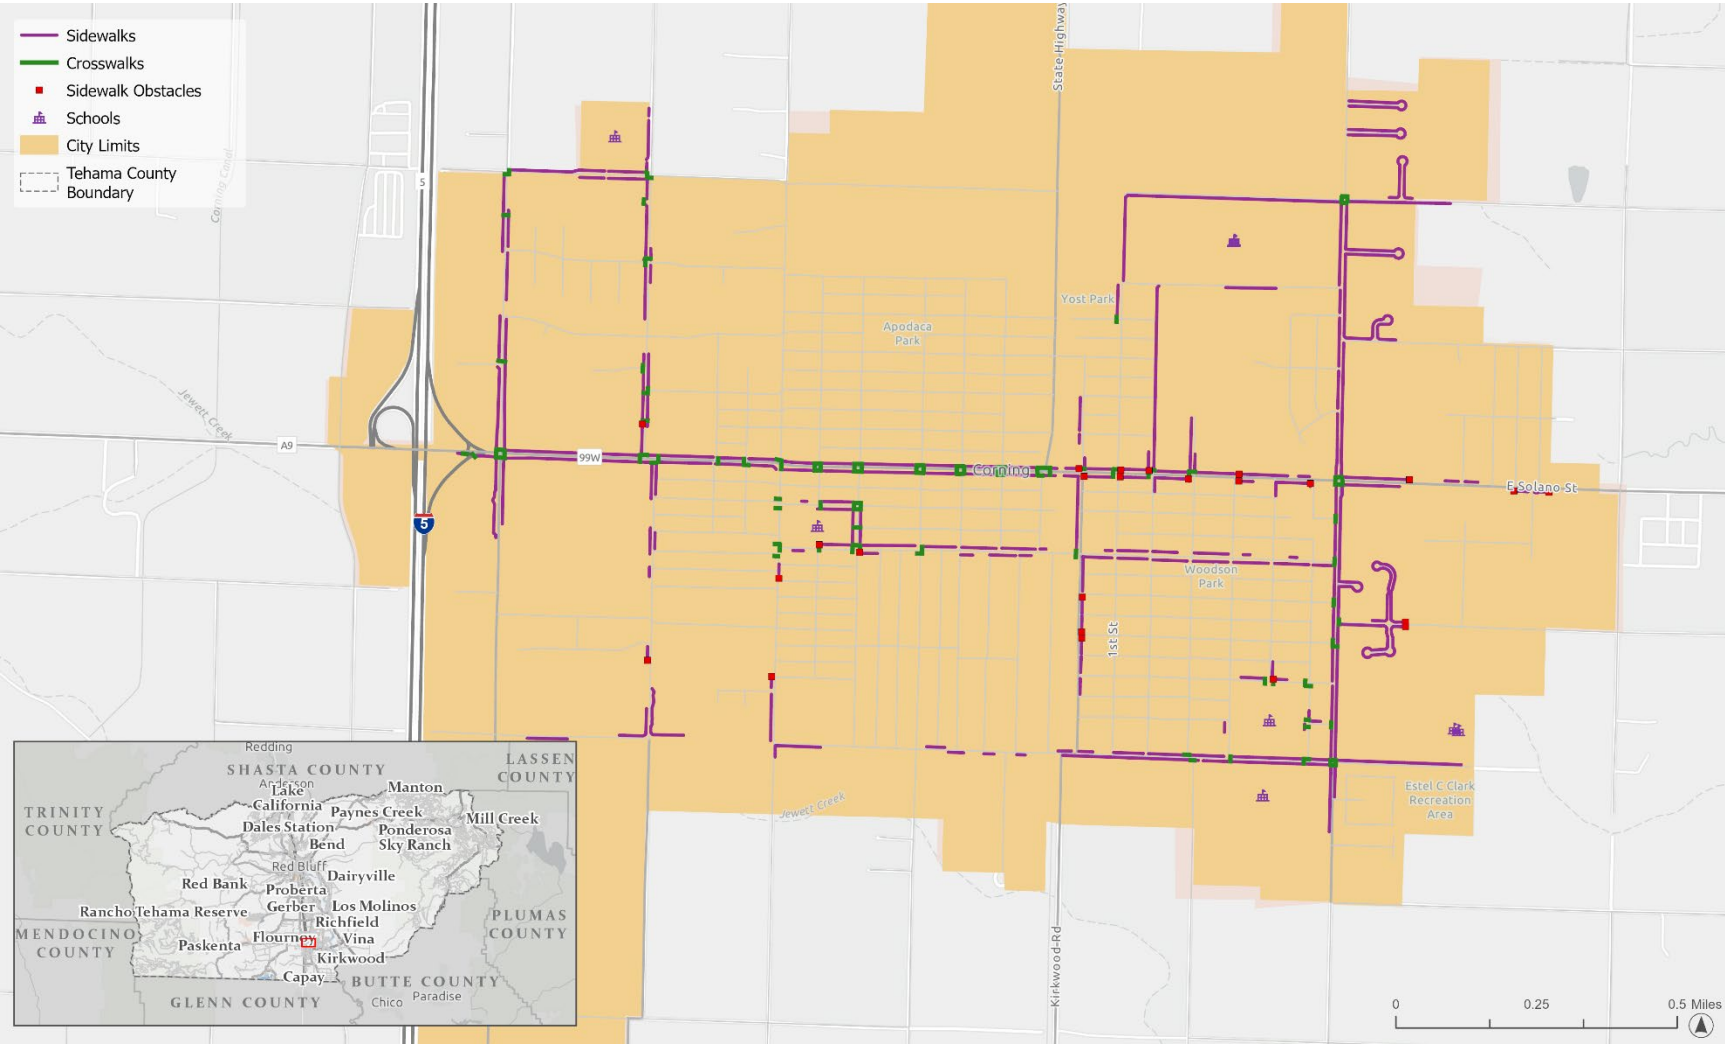 Sidewalks
Crosswalks
Sidewalk Obstacles
Schools
City Limits
Tehama County
Boundary
State Highway
5
Corning Canal
Yost Park
Apodaca
Park
Jewett Creek
A9
99W
Corning
E Solano St
5
Woodson
Park
1st St
Estel C Clark
Recreation
Area
Jewett Creek
Kirkwood-Rd
Redding
SHASTA COUNTY
LASSEN
COUNTY
Anderson
Lake
California
Manton
TRINITY
COUNTY
Paynes Creek
Mill Creek
Dales Station
Ponderosa
Sky Ranch
Bend
Red Bluff
Dairyville
Red Bank
Proberta
Gerber
Los Molinos
Rancho Tehama Reserve
Richfield
PLUMAS
COUNTY
MENDOCINO
COUNTY
Flournoy
Vina
Paskenta
Kirkwood
Capay
BUTTE COUNTY
GLENN COUNTY
Chico
Paradise
0 0.25 0.5 Miles